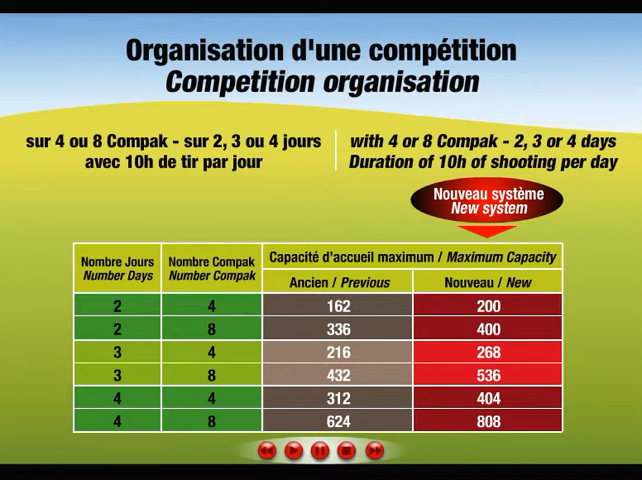 Organisation d'une compétition
Competition organisation
sur 4 ou 8 Compak - sur 2, 3 ou 4 jours
avec 10h de tir par jour
with 4 or 8 Compak - 2, 3 or 4 days
Duration of 10h of shooting per day
Nouveau système
New system
Nombre Jours
Number Days
Nombre Compak
Number Compak
Capacité d'accueil maximum / Maximum Capacity
Ancien / Previous
Nouveau / New
2 4 162 200
2 8 336 400
3 4 216 268
3 8 432 536
4 4 312 404
4 8 624 808